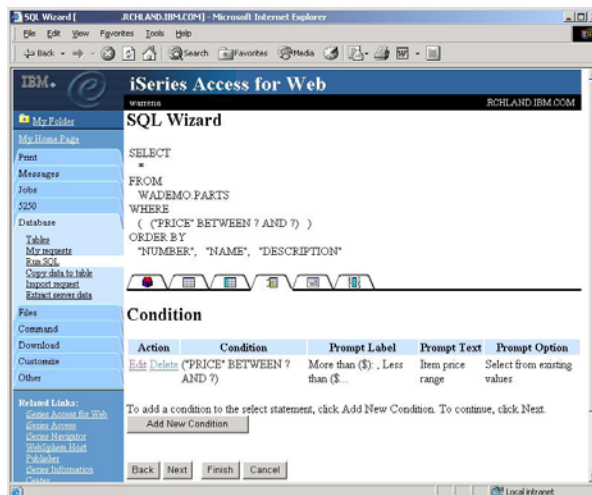 SQL Wizard [ .RCHLAND.IBM.COM] - Microsoft Internet Explorer
File Edit View Favorites Tools Help
Back Search Favorites Media
IBM.
iSeries Access for Web
warrena RCHLAND.IBM.COM
My Folder
My Home Page
Print
Messages
Jobs
5250
Database
Tables
My requests
Run SQL
Copy data to table
Import request
Extract server data
Files
Command
Download
Customize
Other
Related Links:
iSeries Access for Web
iSeries Access
iSeries Navigator
WebSphere Host
Publisher
iSeries Information
Center
SQL Wizard
SELECT
*
FROM
WADEMO.PARTS
WHERE
( ("PRICE" BETWEEN ? AND ?) )
ORDER BY
"NUMBER", "NAME", "DESCRIPTION"
Condition
Action Condition Prompt Label Prompt Text Prompt Option
Edit Delete ("PRICE" BETWEEN ? More than ($): , Less Item price Select from existing
AND ?) than ($... range values
To add a condition to the select statement, click Add New Condition. To continue, click Next.
Add New Condition
Back Next Finish Cancel
Local intranet